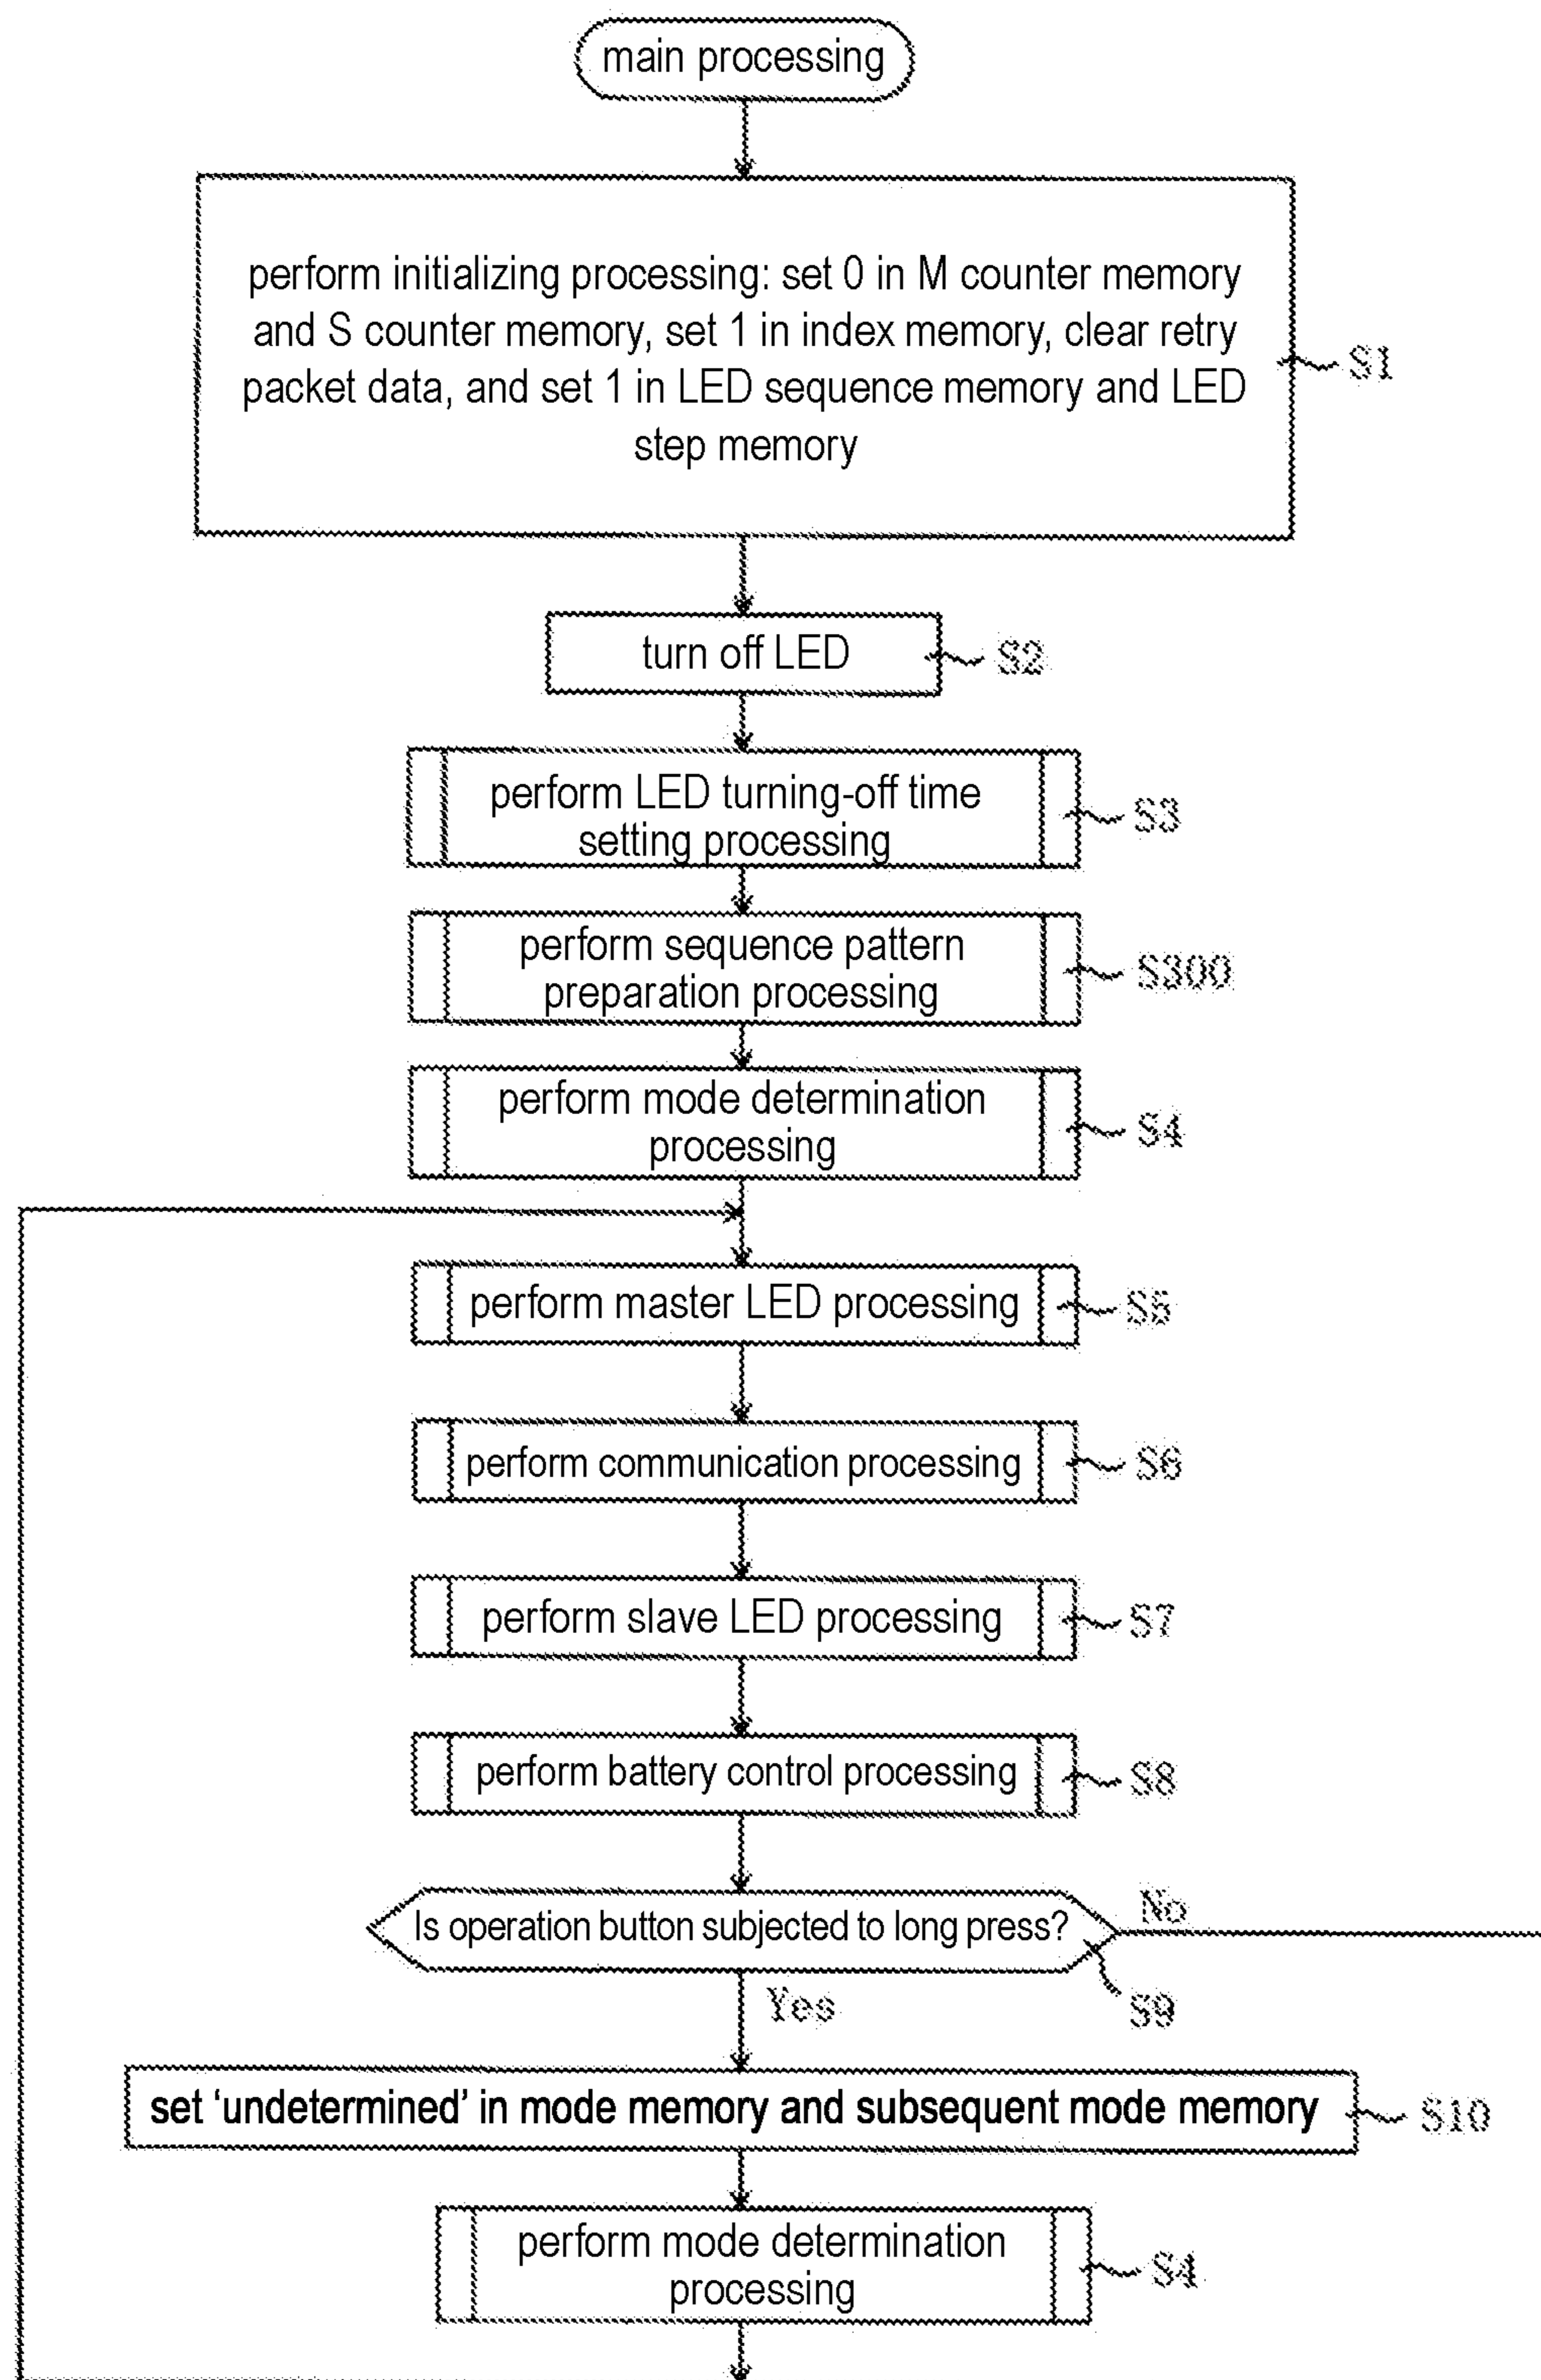 main processing
perform initializing processing: set 0 in M counter memory
and S counter memory, set 1 in index memory, clear retry
packet data, and set 1 in LED sequence memory and LED
step memory
S1
turn off LED
S2
perform LED turning-off time
setting processing
S3
perform sequence pattern
preparation processing
S300
perform mode determination
processing
S4
perform master LED processing
S5
perform communication processing
S6
perform slave LED processing
S7
perform battery control processing
S8
Is operation button subjected to long press?
No
S9
Yes
set ‘undetermined’ in mode memory and subsequent mode memory
S10
perform mode determination
processing
S4